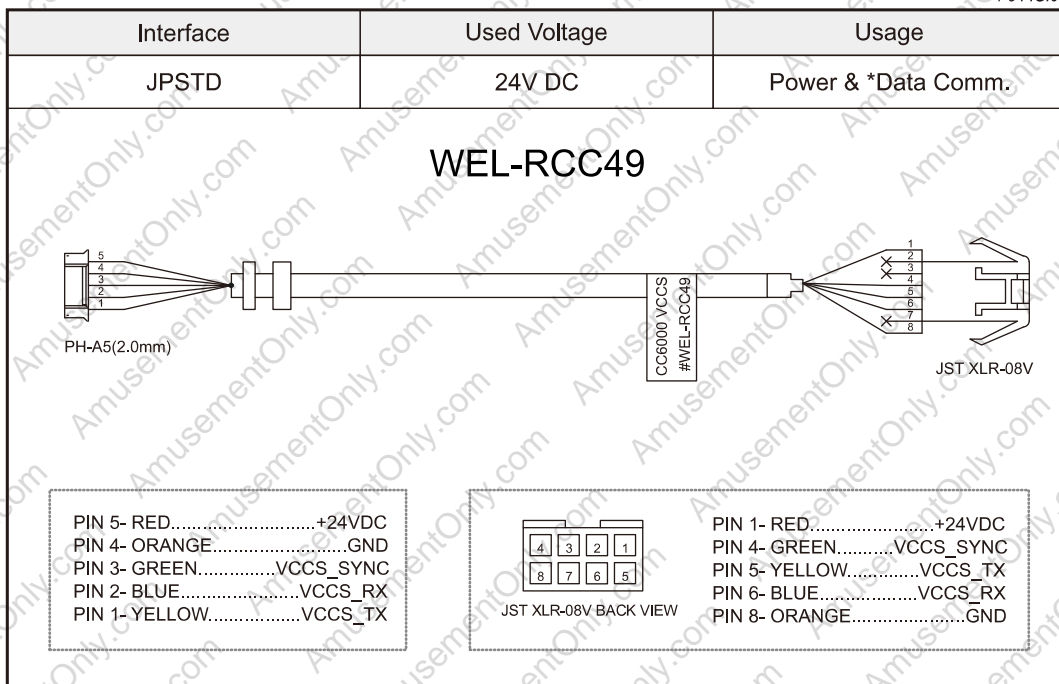 Interface Used Voltage Usage
JPSTD 24V DC Power & *Data Comm.
WEL-RCC49
5
4
3
2
1
PH-A5(2.0mm)
CC6000 VCCS
#WEL-RCC49
1
2
3
4
5
6
7
8
JST XLR-08V
PIN 5- RED.......................+24VDC
PIN 4- ORANGE.....................GND
PIN 3- GREEN............VCCS_SYNC
PIN 2- BLUE...................VCCS_RX
PIN 1- YELLOW..............VCCS_TX
4 3 2 1
8 7 6 5
JST XLR-08V BACK VIEW
PIN 1- RED....................+24VDC
PIN 4- GREEN.........VCCS_SYNC
PIN 5- YELLOW...........VCCS_TX
PIN 6- BLUE................VCCS_RX
PIN 8- ORANGE..................GND
AmusementOnly.com